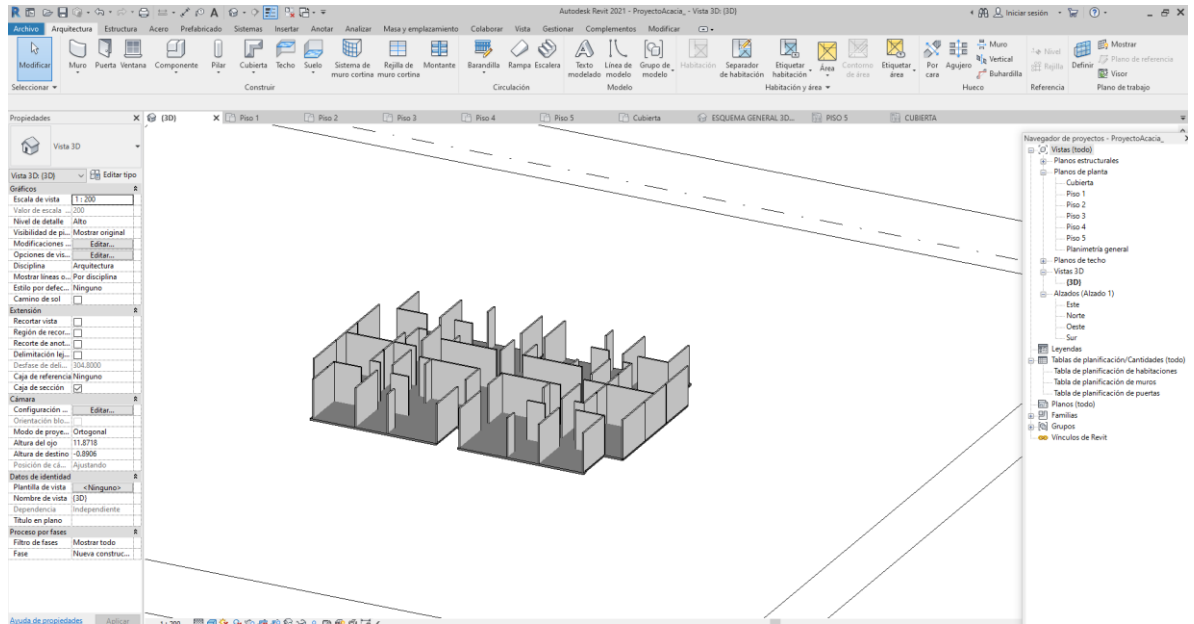 Autodesk Revit 2021 - ProyectoAcacia_ - Vista 3D: {3D}
Iniciar sesión
Archivo Arquitectura Estructura Acero Prefabricado Sistemas Insertar Anotar Analizar Masa y emplazamiento Colaborar Vista Gestionar Complementos Modificar
Modificar Muro Puerta Ventana Componente Pilar Cubierta Techo Suelo Sistema de muro cortina Rejilla de muro cortina Montante Barandilla Rampa Escalera Texto modelado Línea de modelo Grupo de modelo Habitación Separador de habitación Etiquetar habitación Área Contorno de área Etiquetar área Por cara Agujero Muro Vertical Buhardilla Nivel Rejilla Definir Mostrar Plano de referencia Visor
Seleccionar Construir Circulación Modelo Habitación y área Hueco Referencia Plano de trabajo
Propiedades
{3D} Piso 1 Piso 2 Piso 3 Piso 4 Piso 5 Cubierta ESQUEMA GENERAL 3D... PISO 5 CUBIERTA
Vista 3D
Vista 3D: {3D} Editar tipo
Gráficos
Escala de vista 1 : 200
Valor de escala ... 200
Nivel de detalle Alto
Visibilidad de pi... Mostrar original
Modificaciones ... Editar...
Opciones de vis... Editar...
Disciplina Arquitectura
Mostrar líneas o... Por disciplina
Estilo por defec... Ninguno
Camino de sol
Extensión
Recortar vista
Región de recor...
Recorte de anot...
Delimitación lej...
Desfase de deli... 304.8000
Caja de referencia Ninguno
Caja de sección
Cámara
Configuración ... Editar...
Orientación blo...
Modo de proye... Ortogonal
Altura del ojo 11.8718
Altura de destino -0.8906
Posición de cá... Ajustando
Datos de identidad
Plantilla de vista <Ninguno>
Nombre de vista {3D}
Dependencia Independiente
Título en plano
Proceso por fases
Filtro de fases Mostrar todo
Fase Nueva construc...
Ayuda de propiedades Aplicar
1 : 200
Navegador de proyectos - ProyectoAcacia_
Vistas (todo)
Planos estructurales
Planos de planta
Cubierta
Piso 1
Piso 2
Piso 3
Piso 4
Piso 5
Planimetría general
Planos de techo
Vistas 3D
{3D}
Alzados (Alzado 1)
Este
Norte
Oeste
Sur
Leyendas
Tablas de planificación/Cantidades (todo)
Tabla de planificación de habitaciones
Tabla de planificación de muros
Tabla de planificación de puertas
Planos (todo)
Familias
Grupos
Vínculos de Revit